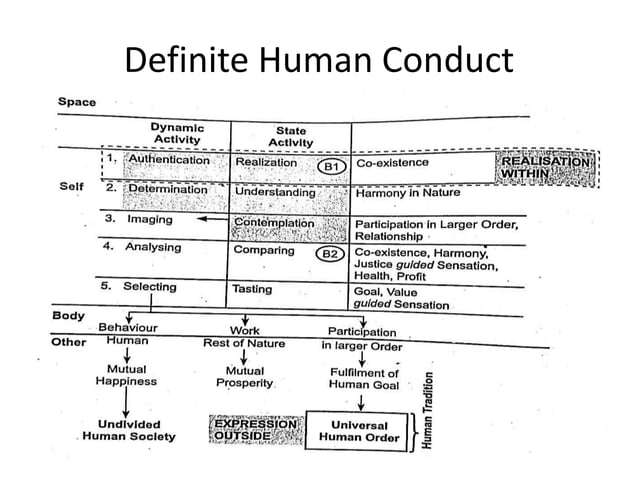 Definite Human Conduct
Space
Dynamic Activity State Activity
1. Authentication Realization B1 Co-existence REALISATION WITHIN
Self 2. Determination Understanding Harmony in Nature
3. Imaging Contemplation Participation in Larger Order,
Relationship
4. Analysing Comparing B2 Co-existence, Harmony,
Justice guided Sensation,
Health, Profit
5. Selecting Tasting Goal, Value
guided Sensation
Body
Behaviour Work Participation
Other Human Rest of Nature in larger Order
Mutual Mutual Fulfilment of
Happiness Prosperity Human Goal
Undivided EXPRESSION Universal
Human Society OUTSIDE Human Order
Human Tradition